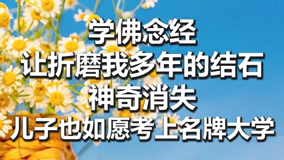 学佛念经
让折磨我多年的结石
神奇消失
儿子也如愿考上名牌大学